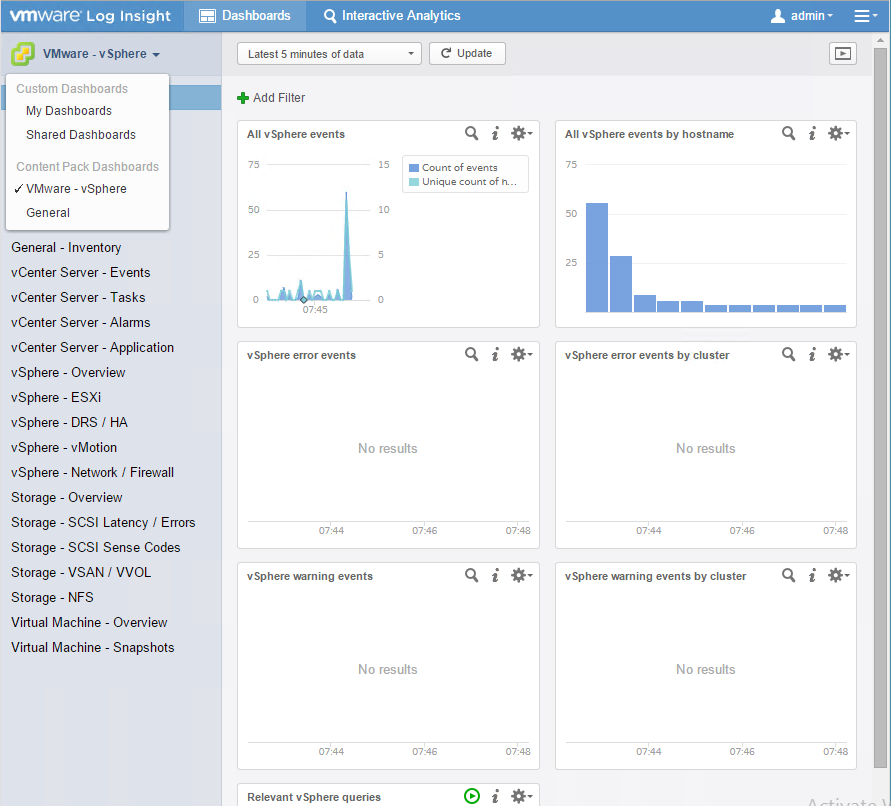 vmware Log Insight
Dashboards
Interactive Analytics
admin
VMware - vSphere
Latest 5 minutes of data
Update
Custom Dashboards
My Dashboards
Shared Dashboards
Content Pack Dashboards
✓ VMware - vSphere
General
General - Inventory
vCenter Server - Events
vCenter Server - Tasks
vCenter Server - Alarms
vCenter Server - Application
vSphere - Overview
vSphere - ESXi
vSphere - DRS / HA
vSphere - vMotion
vSphere - Network / Firewall
Storage - Overview
Storage - SCSI Latency / Errors
Storage - SCSI Sense Codes
Storage - VSAN / VVOL
Storage - NFS
Virtual Machine - Overview
Virtual Machine - Snapshots
Add Filter
All vSphere events
75
50
25
0
15
10
5
0
07:45
Count of events
Unique count of h...
All vSphere events by hostname
75
50
25
vSphere error events
No results
07:44 07:46 07:48
vSphere error events by cluster
No results
07:44 07:46 07:48
vSphere warning events
No results
07:44 07:46 07:48
vSphere warning events by cluster
No results
07:44 07:46 07:48
Relevant vSphere queries